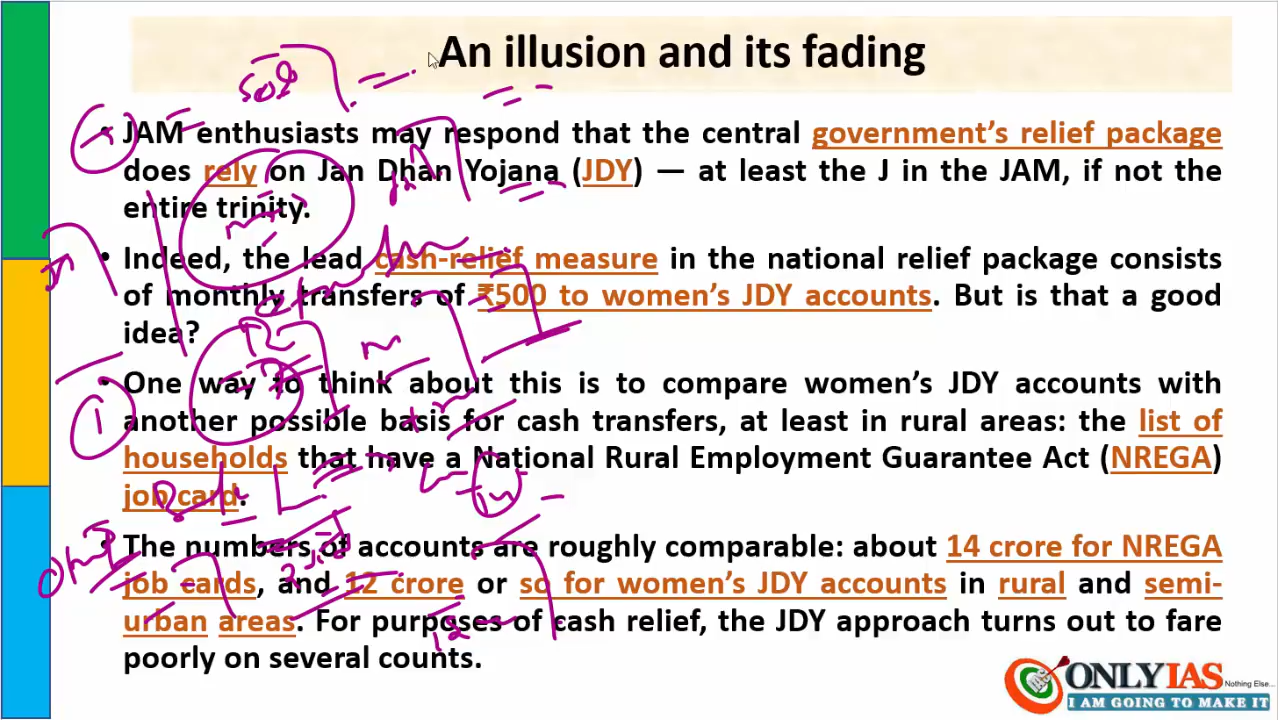 An illusion and its fading
• JAM enthusiasts may respond that the central government’s relief package
does rely on Jan Dhan Yojana (JDY) — at least the J in the JAM, if not the
entire trinity.
• Indeed, the lead cash-relief measure in the national relief package consists
of monthly transfers of ₹500 to women’s JDY accounts. But is that a good
idea?
• One way to think about this is to compare women’s JDY accounts with
another possible basis for cash transfers, at least in rural areas: the list of
households that have a National Rural Employment Guarantee Act (NREGA)
job card.
• The numbers of accounts are roughly comparable: about 14 crore for NREGA
job cards, and 12 crore or so for women’s JDY accounts in rural and semi-
urban areas. For purposes of cash relief, the JDY approach turns out to fare
poorly on several counts.
ONLYIAS
Nothing Else...
I AM GOING TO MAKE IT